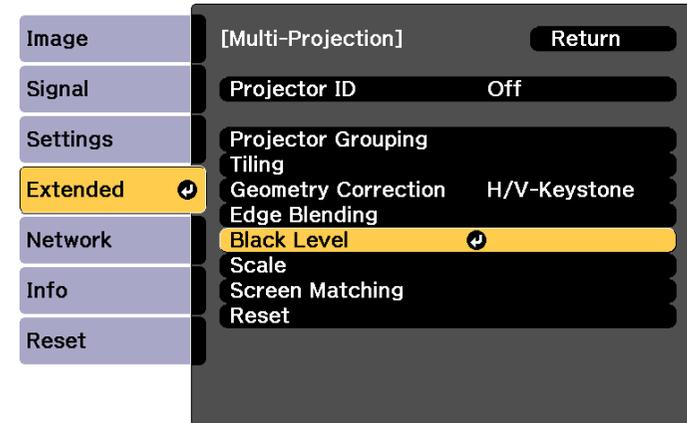 Image
Signal
Settings
Extended
Network
Info
Reset
[Multi-Projection] Return
Projector ID Off
Projector Grouping
Tiling
Geometry Correction H/V-Keystone
Edge Blending
Black Level
Scale
Screen Matching
Reset